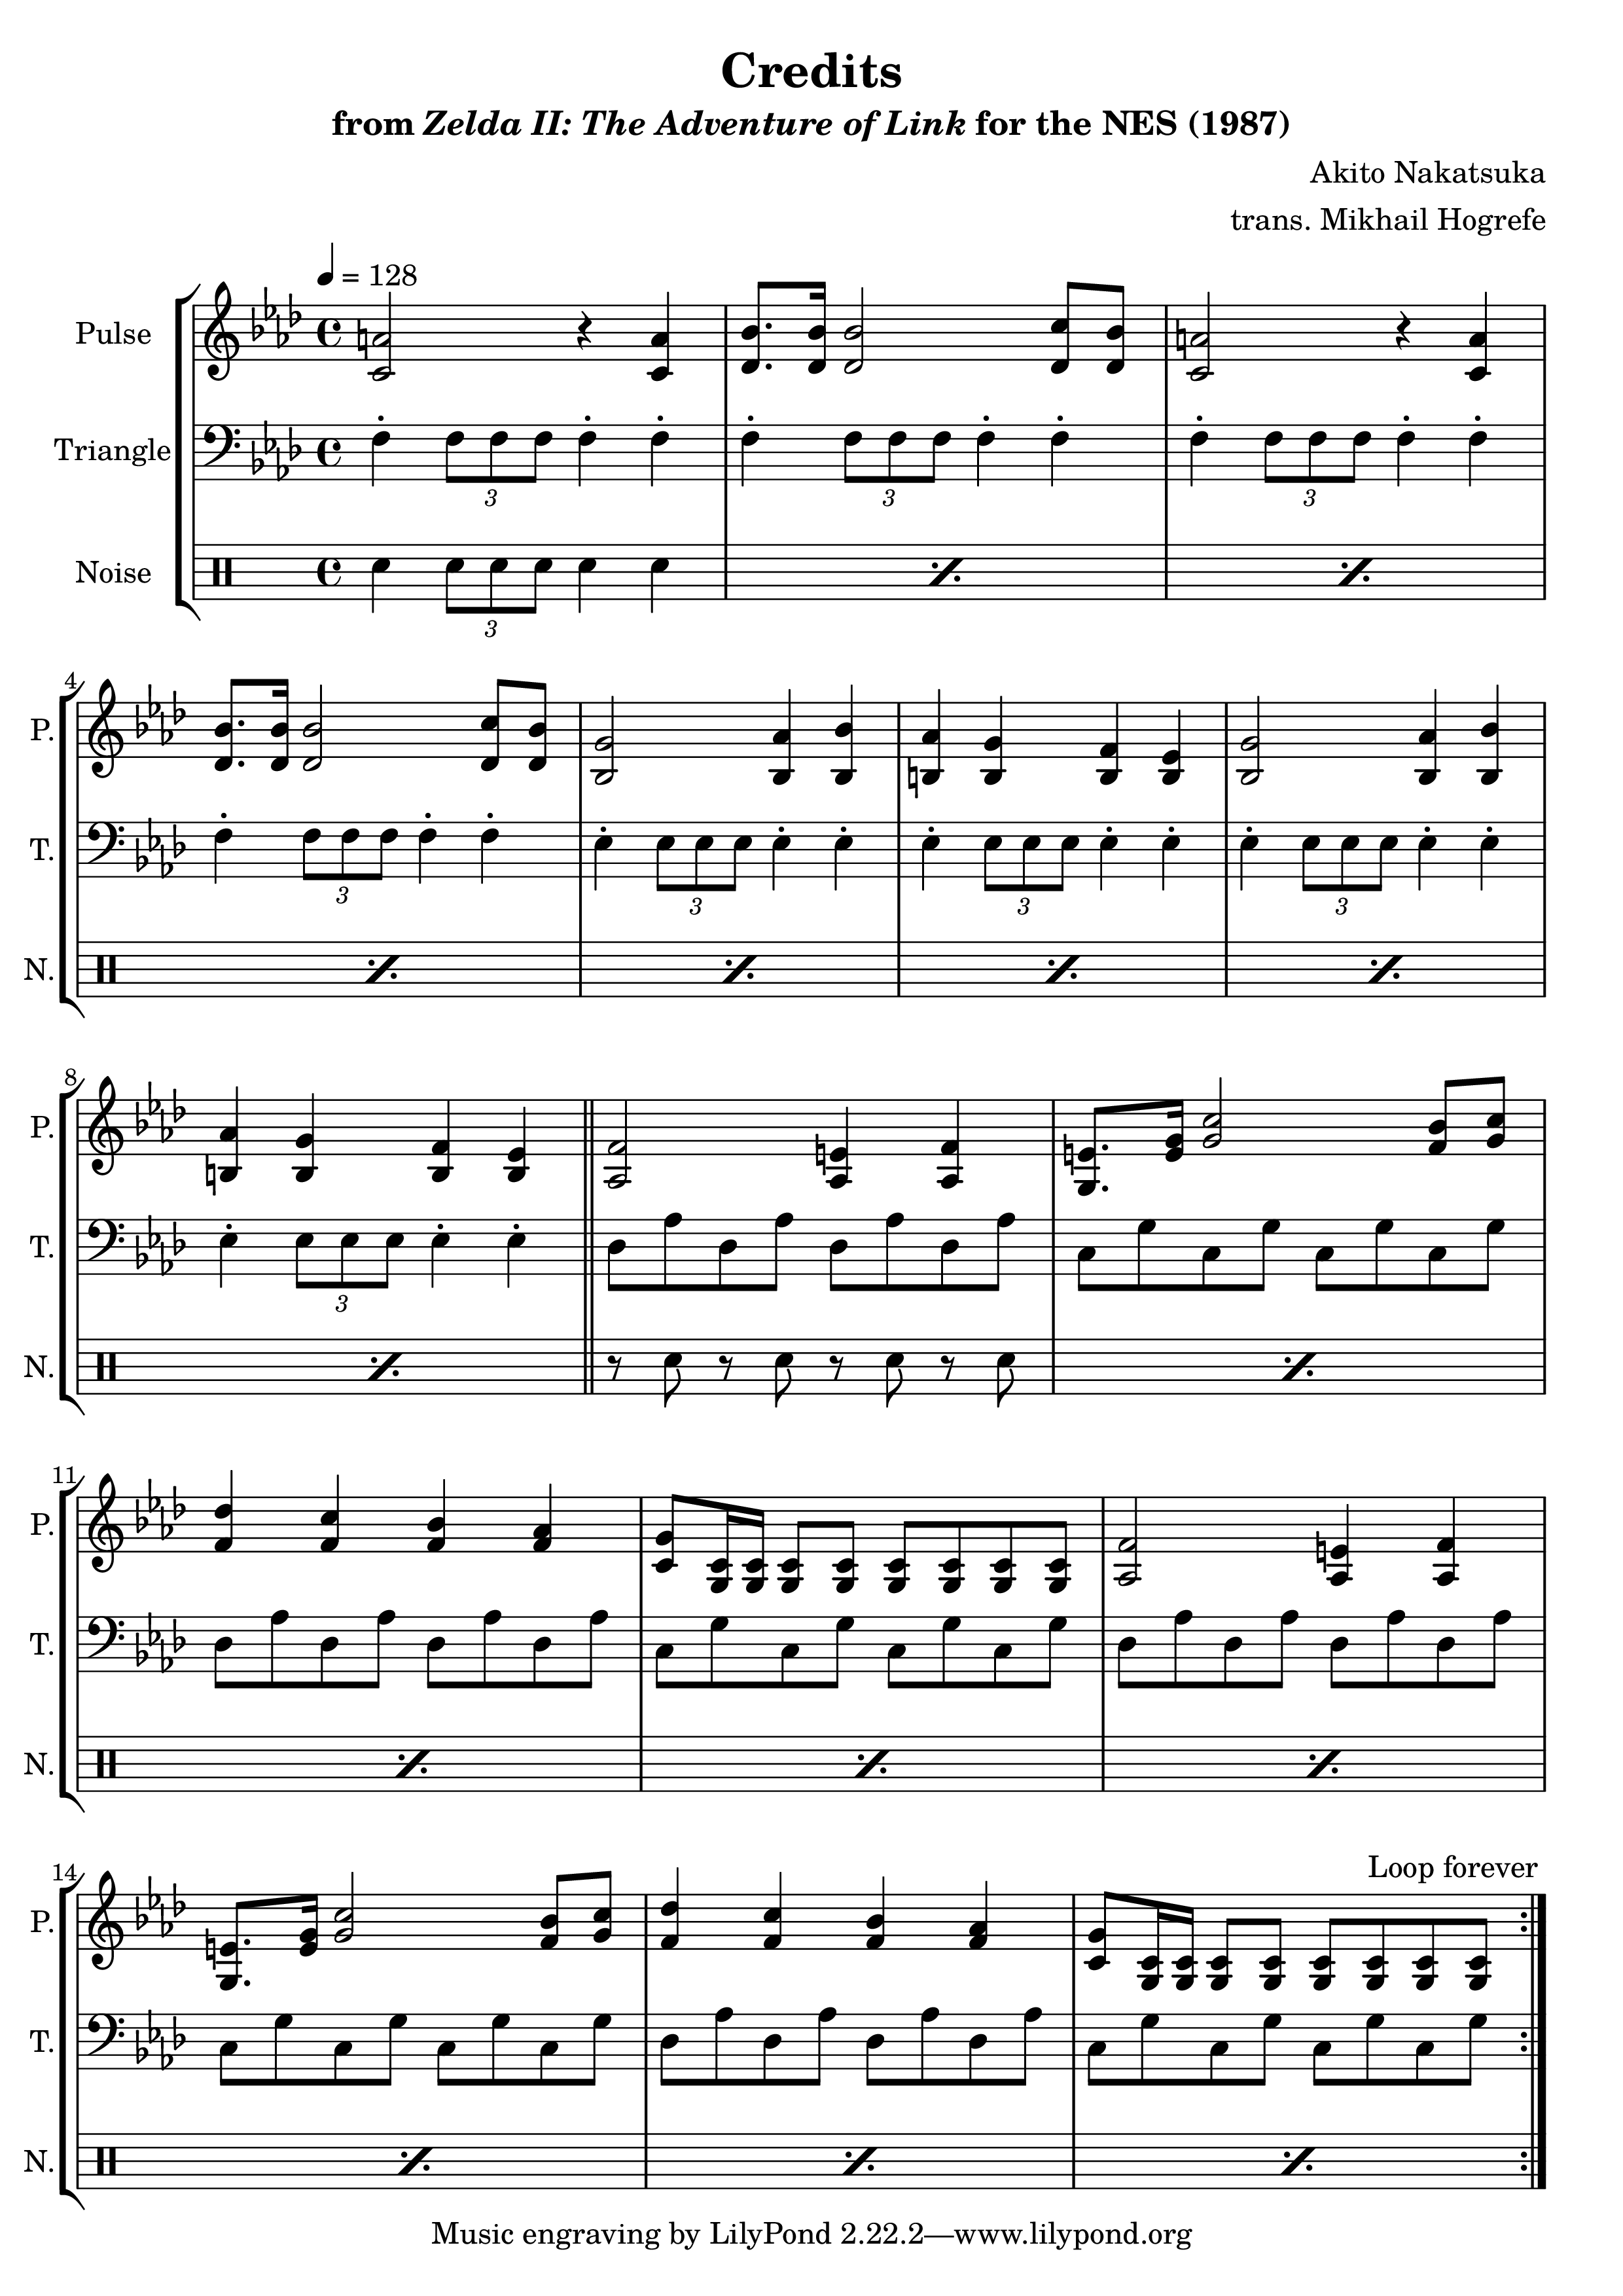 Credits
from Zelda II: The Adventure of Link for the NES (1987)
Akito Nakatsuka
trans. Mikhail Hogrefe
= 128
Pulse
Triangle
3
3
3
Noise
3
4
P.
T.
3
3
3
3
N.
8
P.
T.
3
N.
11
P.
T.
N.
14
Loop forever
P.
T.
N.
Music engraving by LilyPond 2.22.2—www.lilypond.org